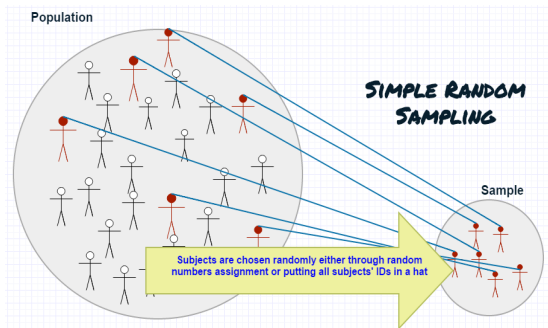 Population
SIMPLE RANDOM
SAMPLING
Sample
Subjects are chosen randomly either through random
numbers assignment or putting all subjects' IDs in a hat